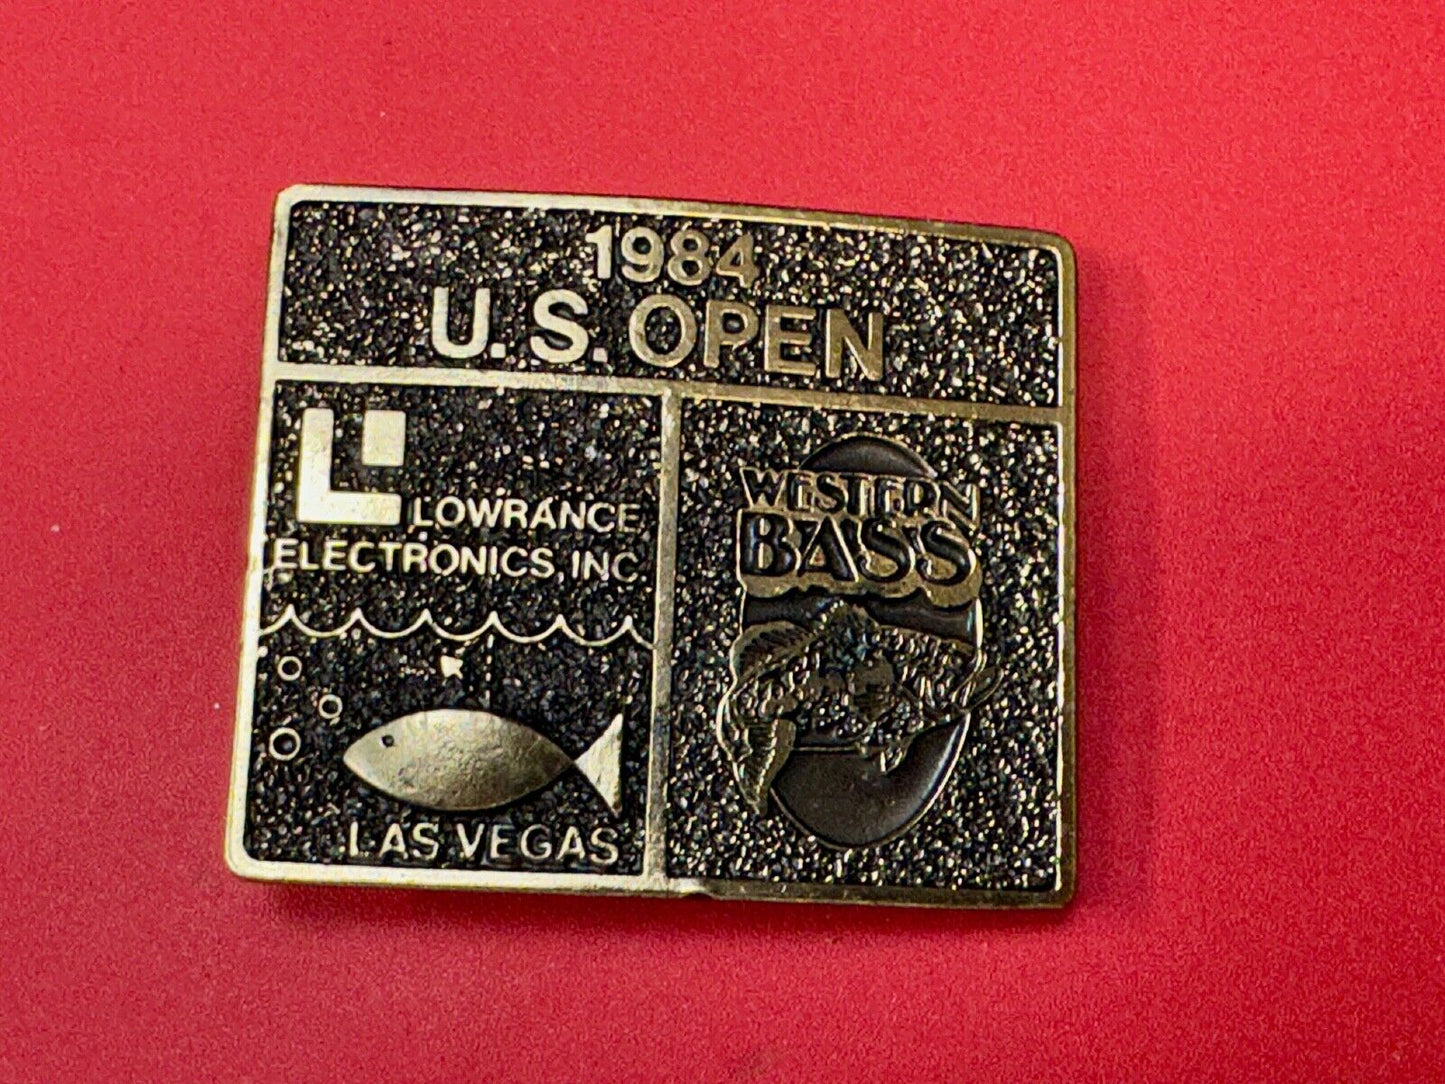 1984
U.S. OPEN
LOWRANCE
ELECTRONICS, INC.
LAS VEGAS
WESTERN
BASS